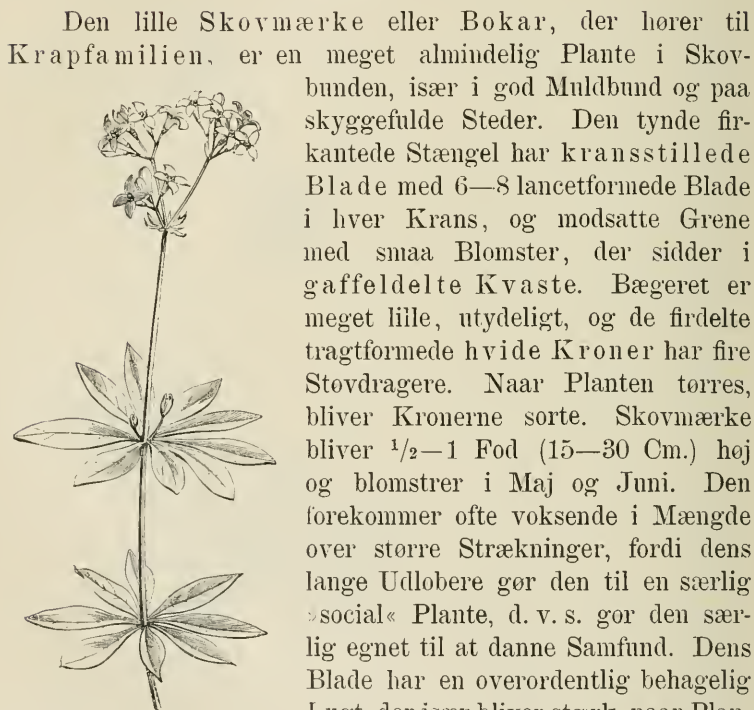 Den lille Skovmærke eller Bokar, der hører til
Krapfamilien, er en meget almindelig Plante i Skov-
bunden, især i god Muldbund og paa
skyggefulde Steder. Den tynde fir-
kantede Stængel har kransstillede
Blade med 6—8 lancetformede Blade
i hver Krans, og modsatte Grene
med smaa Blomster, der sidder i
gaffeldelte Kvaste. Bægeret er
meget lille, utydeligt, og de firdelte
tragtformede hvide Kroner har fire
Støvdragere. Naar Planten tørres,
bliver Kronerne sorte. Skovmærke
bliver ½—1 Fod (15—30 Cm.) høj
og blomstrer i Maj og Juni. Den
forekommer ofte voksende i Mængde
over større Strækninger, fordi dens
lange Udløbere gør den til en særlig
»social« Plante, d. v. s. gor den sær-
lig egnet til at danne Samfund. Dens
Blade har en overordentlig behagelig